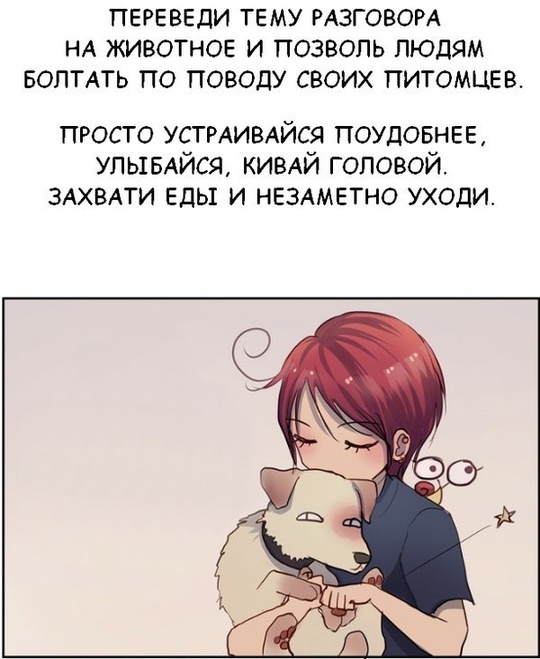 ПЕРЕВЕДИ ТЕМУ РАЗГОВОРА
НА ЖИВОТНОЕ И ПОЗВОЛЬ ЛЮДЯМ
БОЛТАТЬ ПО ПОВОДУ СВОИХ ПИТОМЦЕВ.
ПРОСТО УСТРАИВАЙСЯ ПОУДОБНЕЕ,
УЛЫБАЙСЯ, КИВАЙ ГОЛОВОЙ.
ЗАХВАТИ ЕДЫ И НЕЗАМЕТНО УХОДИ.